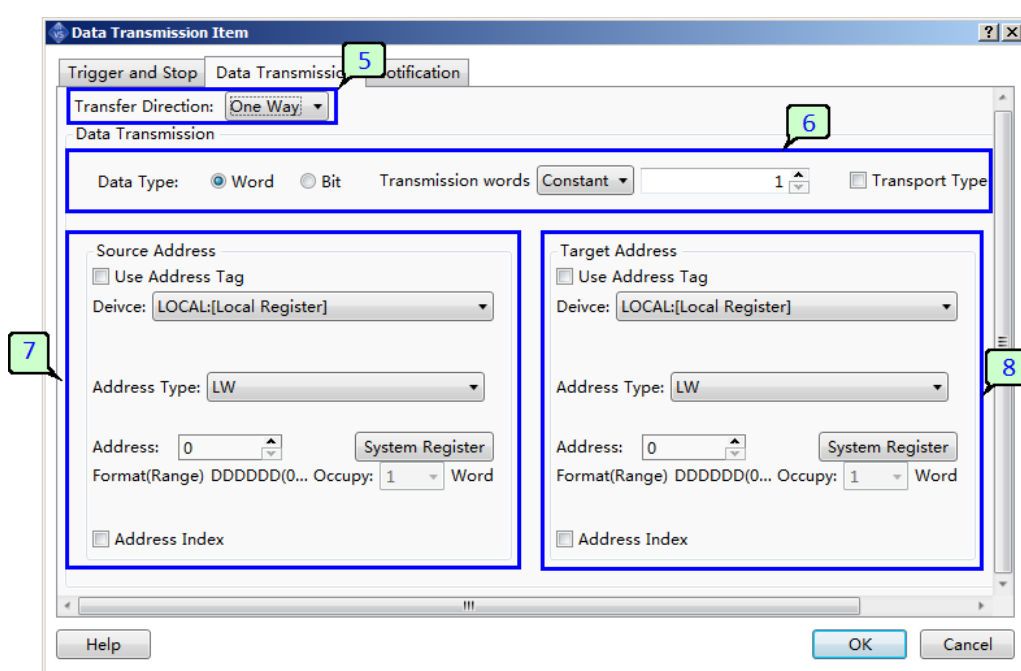 Data Transmission Item
5
Trigger and Stop Data Transmissio otification
Transfer Direction: One Way
6
Data Transmission
Data Type: Word Bit Transmission words Constant 1 Transport Type
Source Address
Use Address Tag
Deivce: LOCAL:[Local Register]
Address Type: LW
Address: 0 System Register
Format(Range) DDDDDD(0... Occupy: 1 Word
Address Index
7
Target Address
Use Address Tag
Deivce: LOCAL:[Local Register]
Address Type: LW
Address: 0 System Register
Format(Range) DDDDDD(0... Occupy: 1 Word
Address Index
8
Help OK Cancel